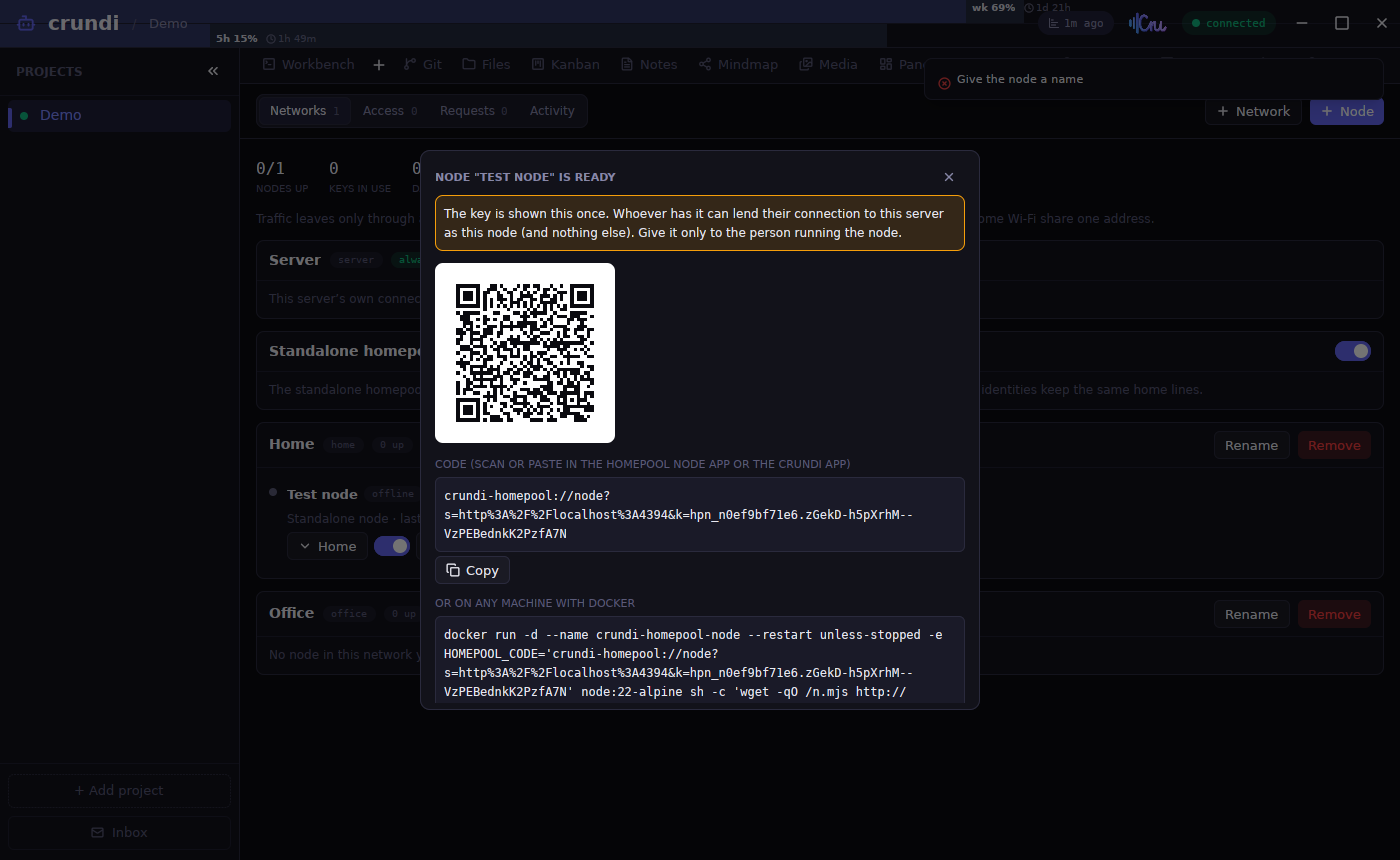 crundi / Demo
wk 69% 1d 21h
5h 15% 1h 49m
1m ago
Cru
connected
PROJECTS
Demo
+ Add project
Inbox
Workbench
Git
Files
Kanban
Notes
Mindmap
Media
Give the node a name
Networks 1
Access 0
Requests 0
Activity
+ Network
+ Node
0/1
NODES UP
0
KEYS IN USE
Traffic leaves only through
Wi-Fi share one address.
Server server
This server's own
Standalone
The standalone
identities keep the same home lines.
Home home 0 up
Rename
Remove
Test node offline
Standalone node ·
Home
Office office 0 up
Rename
Remove
No node in this network
NODE "TEST NODE" IS READY
The key is shown this once. Whoever has it can lend their connection to this server
as this node (and nothing else). Give it only to the person running the node.
CODE (SCAN OR PASTE IN THE HOMEPOOL NODE APP OR THE CRUNDI APP)
crundi-homepool://node?
s=http%3A%2F%2Flocalhost%3A4394&k=hpn_n0ef9bf71e6.zGekD-h5pXrhM--
VzPEBednkK2PzfA7N
Copy
OR ON ANY MACHINE WITH DOCKER
docker run -d --name crundi-homepool-node --restart unless-stopped -e
HOMEPOOL_CODE='crundi-homepool://node?
s=http%3A%2F%2Flocalhost%3A4394&k=hpn_n0ef9bf71e6.zGekD-h5pXrhM--
VzPEBednkK2PzfA7N' node:22-alpine sh -c 'wget -qO /n.mjs http://